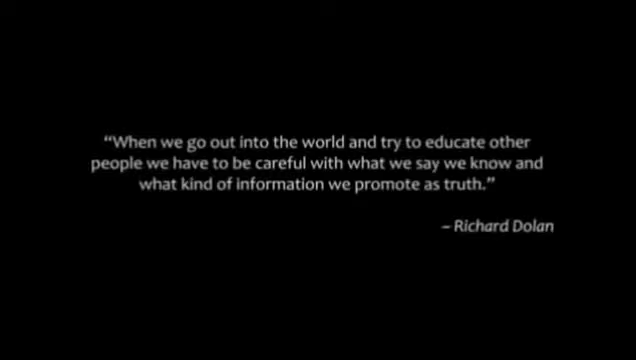 “When we go out into the world and try to educate other
people we have to be careful with what we say we know and
what kind of information we promote as truth.”
– Richard Dolan